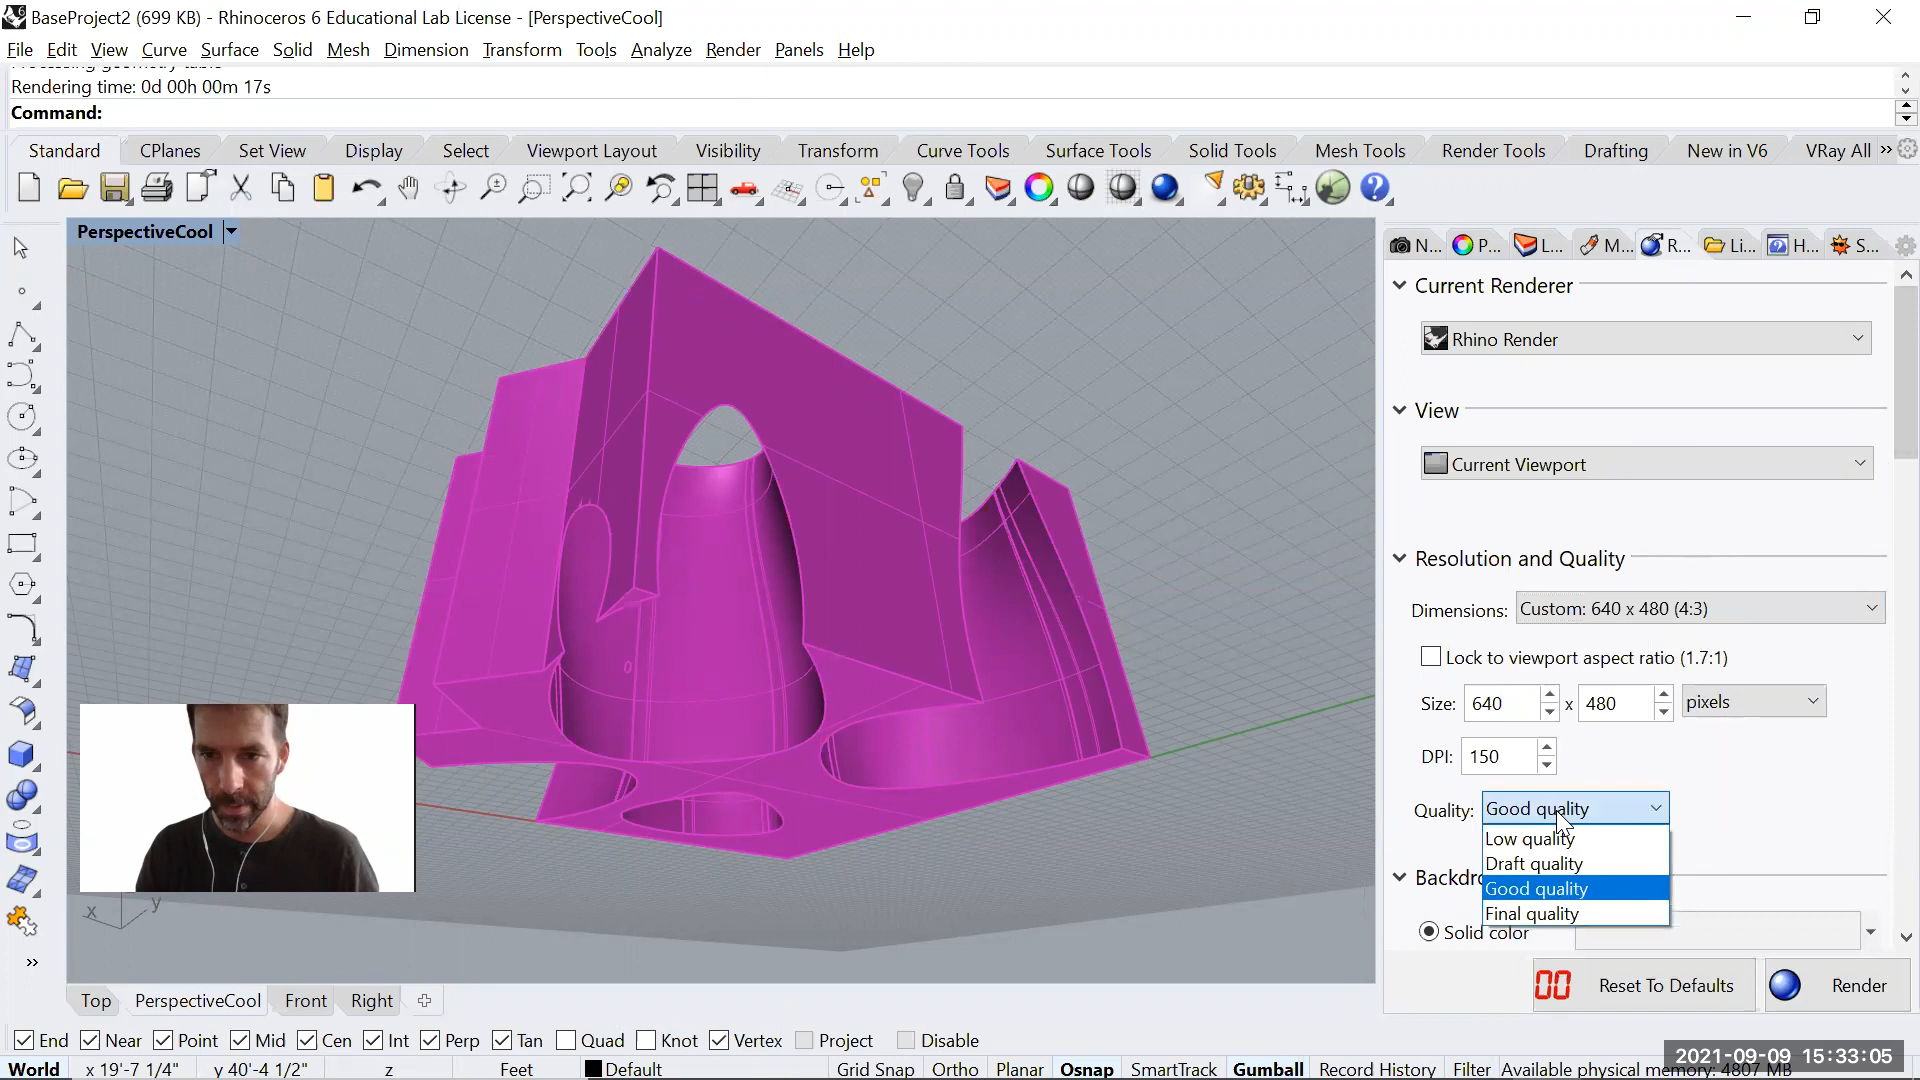 BaseProject2 (699 KB) - Rhinoceros 6 Educational Lab License - [PerspectiveCool]
File Edit View Curve Surface Solid Mesh Dimension Transform Tools Analyze Render Panels Help
Rendering time: 0d 00h 00m 17s
Command:
Standard CPlanes Set View Display Select Viewport Layout Visibility Transform Curve Tools Surface Tools Solid Tools Mesh Tools Render Tools Drafting New in V6 VRay All »
PerspectiveCool
N... P... L... M... R... Li... H... S...
Current Renderer
Rhino Render
View
Current Viewport
Resolution and Quality
Dimensions: Custom: 640 x 480 (4:3)
Lock to viewport aspect ratio (1.7:1)
Size: 640 x 480 pixels
DPI: 150
Quality: Good quality
Low quality
Draft quality
Good quality
Final quality
Backdro
Solid color
x y
»
00 Reset To Defaults Render
Top PerspectiveCool Front Right
End Near Point Mid Cen Int Perp Tan Quad Knot Vertex Project Disable
2021-09-09 15:33:05
World x 19'-7 1/4" y 40'-4 1/2" z Feet Default Grid Snap Ortho Planar Osnap SmartTrack Gumball Record History Filter Available physical memory: 4807 MB